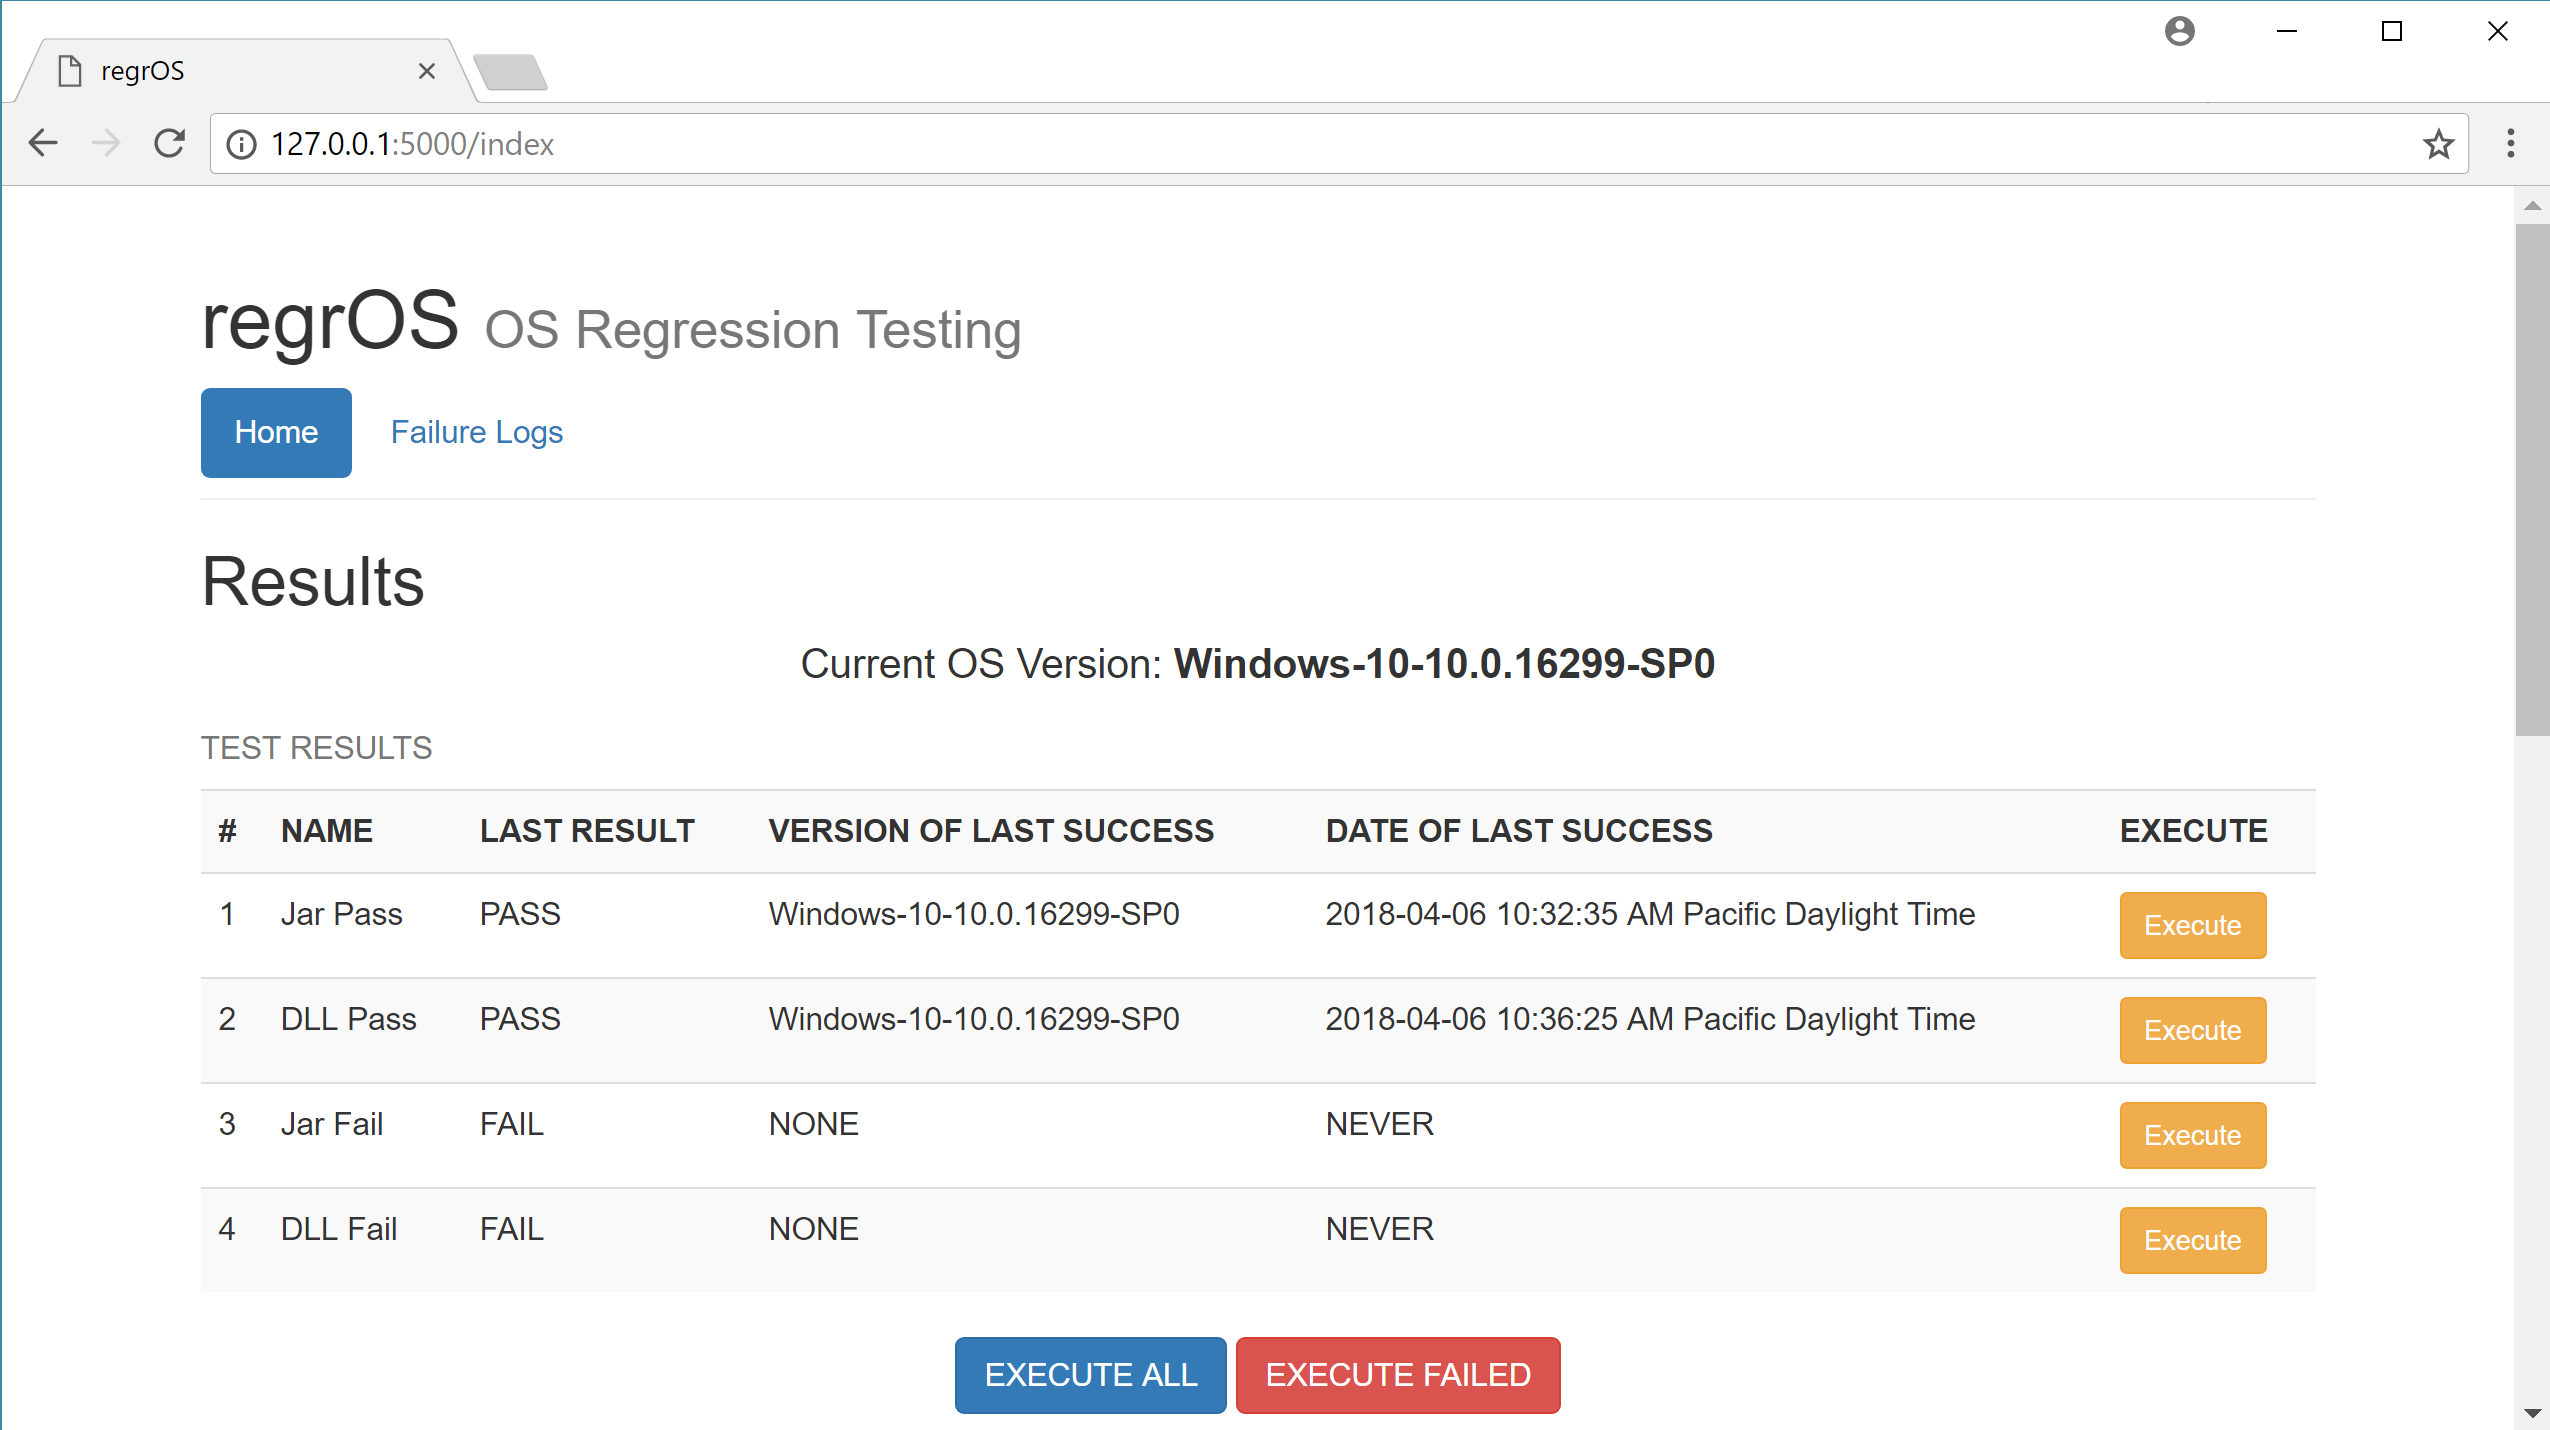 regrOS
127.0.0.1:5000/index
regrOS OS Regression Testing
Home Failure Logs
Results
Current OS Version: Windows-10-10.0.16299-SP0
TEST RESULTS
# NAME LAST RESULT VERSION OF LAST SUCCESS DATE OF LAST SUCCESS EXECUTE
1 Jar Pass PASS Windows-10-10.0.16299-SP0 2018-04-06 10:32:35 AM Pacific Daylight Time Execute
2 DLL Pass PASS Windows-10-10.0.16299-SP0 2018-04-06 10:36:25 AM Pacific Daylight Time Execute
3 Jar Fail FAIL NONE NEVER Execute
4 DLL Fail FAIL NONE NEVER Execute
EXECUTE ALL EXECUTE FAILED